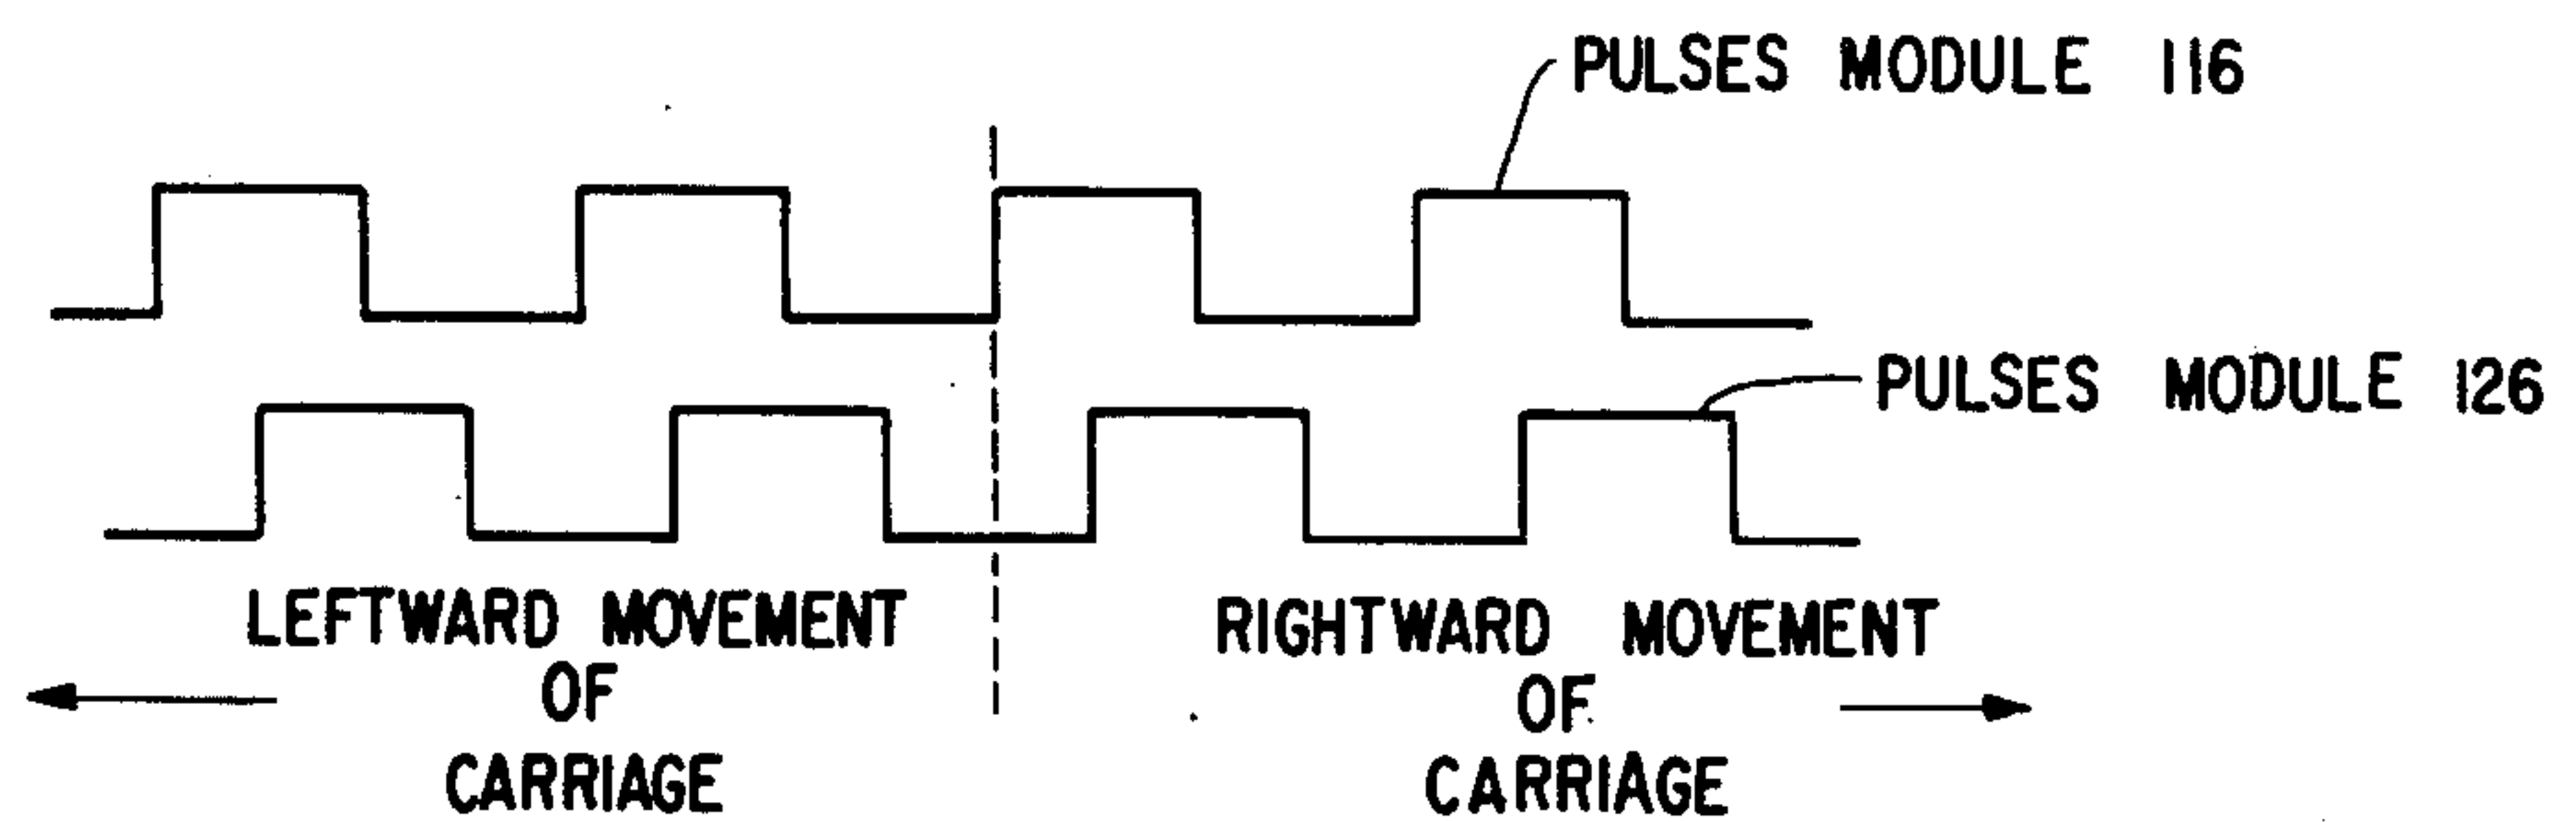 PULSES MODULE 116
PULSES MODULE 126
LEFTWARD MOVEMENT
OF
CARRIAGE
RIGHTWARD MOVEMENT
OF
CARRIAGE